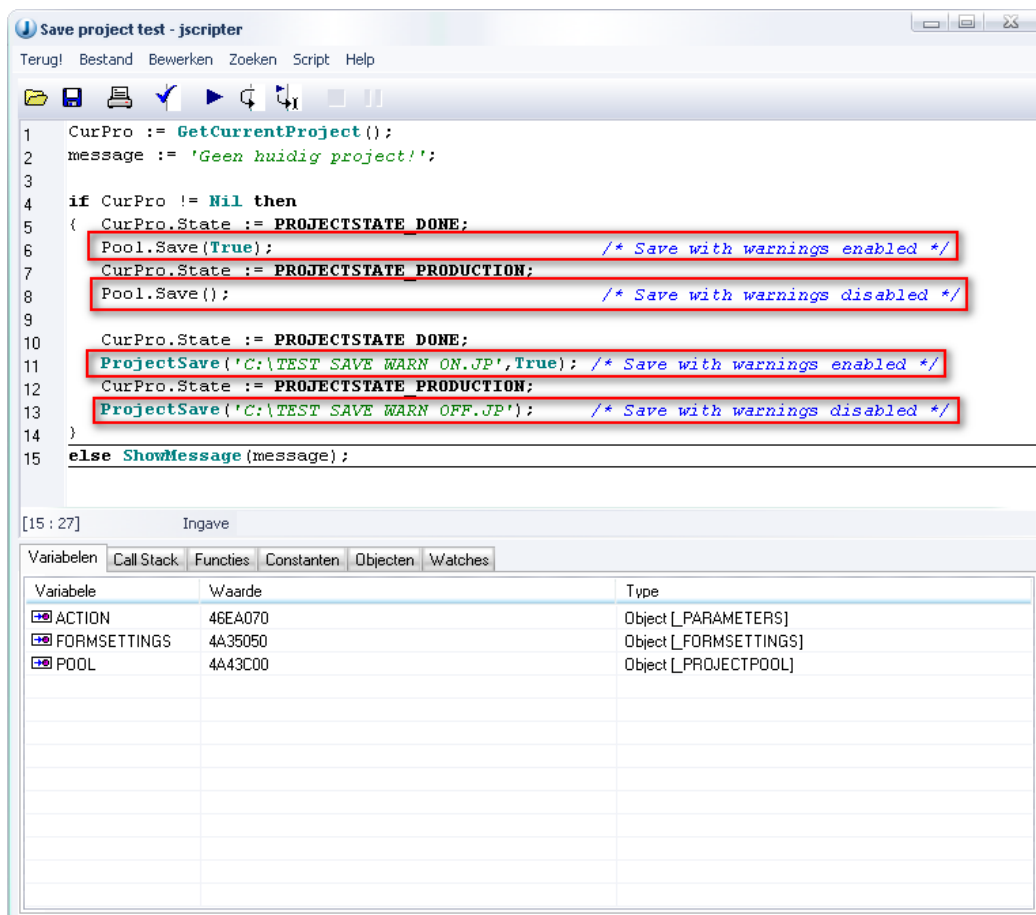 Save project test - jscripter
Terug! Bestand Bewerken Zoeken Script Help
1 CurPro := GetCurrentProject();
2 message := 'Geen huidig project!';
3
4 if CurPro != Nil then
5 { CurPro.State := PROJECTSTATE_DONE;
6 Pool.Save(True); /* Save with warnings enabled */
7 CurPro.State := PROJECTSTATE_PRODUCTION;
8 Pool.Save(); /* Save with warnings disabled */
9
10 CurPro.State := PROJECTSTATE_DONE;
11 ProjectSave('C:\TEST SAVE WARN ON.JP',True); /* Save with warnings enabled */
12 CurPro.State := PROJECTSTATE_PRODUCTION;
13 ProjectSave('C:\TEST SAVE WARN OFF.JP'); /* Save with warnings disabled */
14 }
15 else ShowMessage(message);
[15 : 27] Ingave
Variabelen Call Stack Functies Constanten Objecten Watches
Variabele Waarde Type
ACTION 46EA070 Object [_PARAMETERS]
FORMSETTINGS 4A35050 Object [_FORMSETTINGS]
POOL 4A43C00 Object [_PROJECTPOOL]